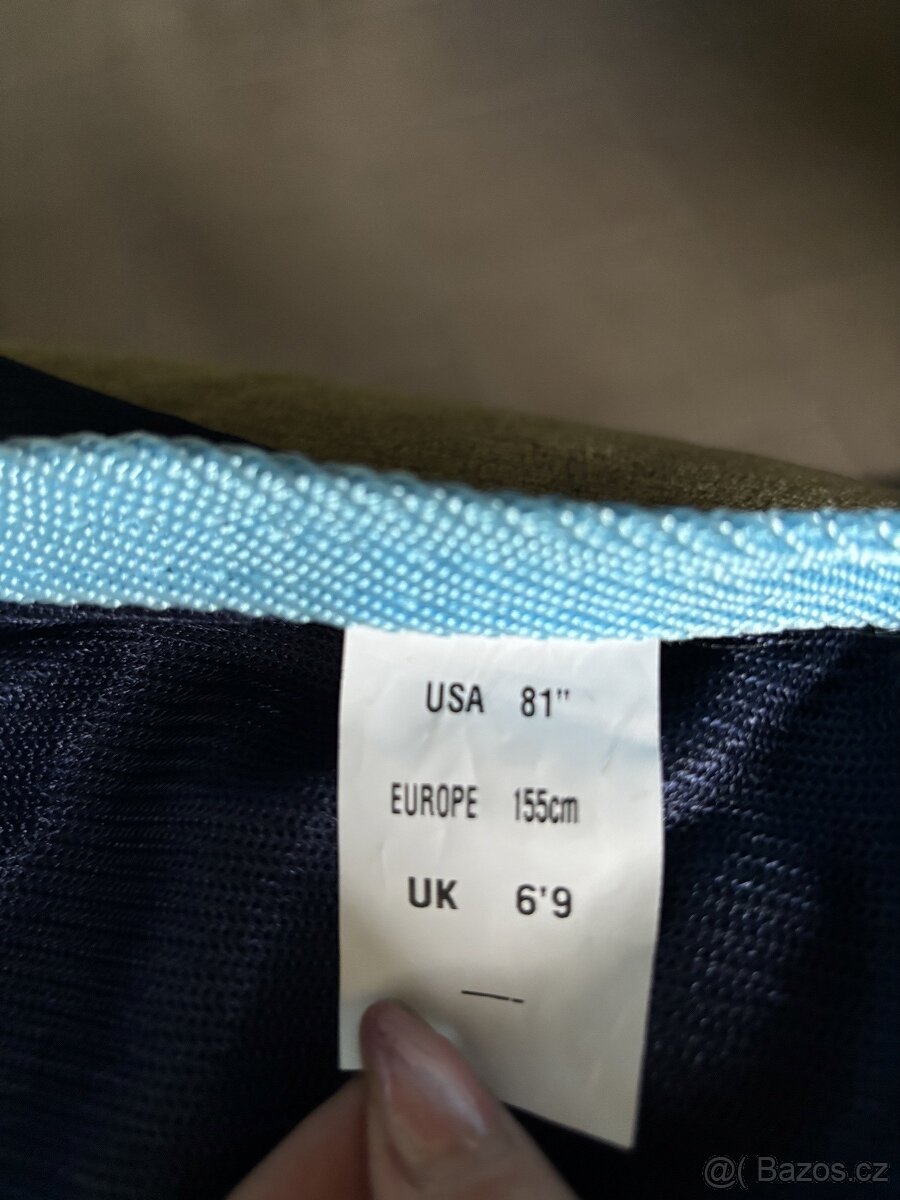 USA 81"
EUROPE 155cm
UK 6'9
@( Bazos.cz